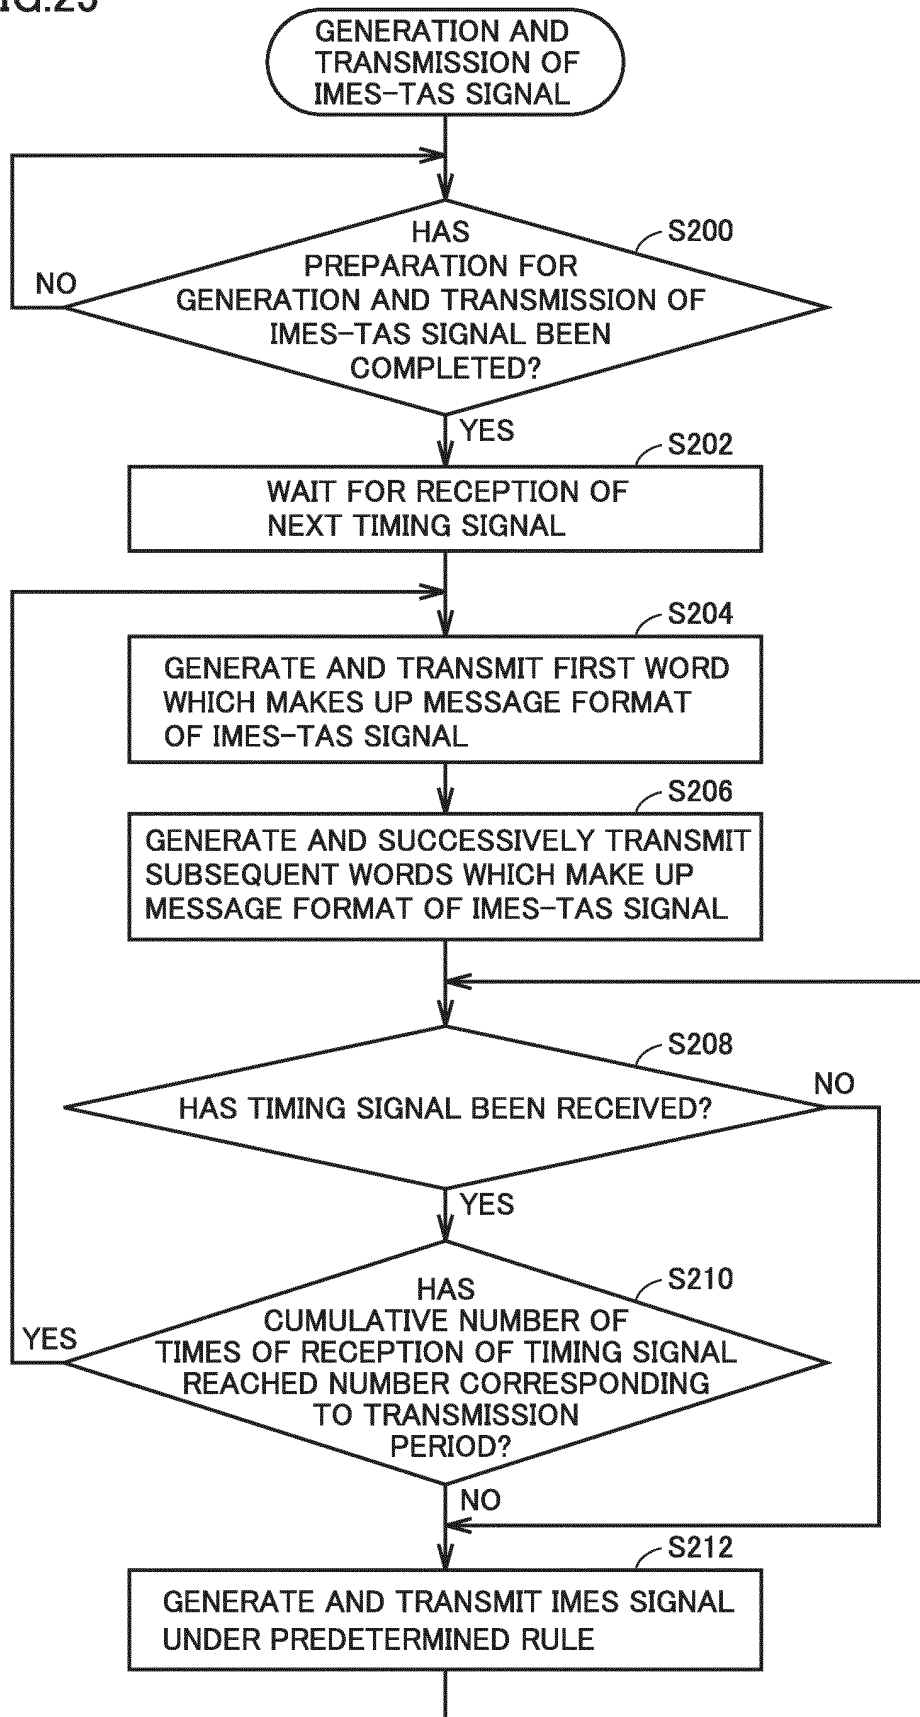 GENERATION AND
TRANSMISSION OF
IMES-TAS SIGNAL
S200
HAS
PREPARATION FOR
GENERATION AND TRANSMISSION OF
IMES-TAS SIGNAL BEEN
COMPLETED?
NO
YES
S202
WAIT FOR RECEPTION OF
NEXT TIMING SIGNAL
S204
GENERATE AND TRANSMIT FIRST WORD
WHICH MAKES UP MESSAGE FORMAT
OF IMES-TAS SIGNAL
S206
GENERATE AND SUCCESSIVELY TRANSMIT
SUBSEQUENT WORDS WHICH MAKE UP
MESSAGE FORMAT OF IMES-TAS SIGNAL
S208
HAS TIMING SIGNAL BEEN RECEIVED?
NO
YES
S210
HAS
CUMULATIVE NUMBER OF
TIMES OF RECEPTION OF TIMING SIGNAL
REACHED NUMBER CORRESPONDING
TO TRANSMISSION
PERIOD?
YES
NO
S212
GENERATE AND TRANSMIT IMES SIGNAL
UNDER PREDETERMINED RULE